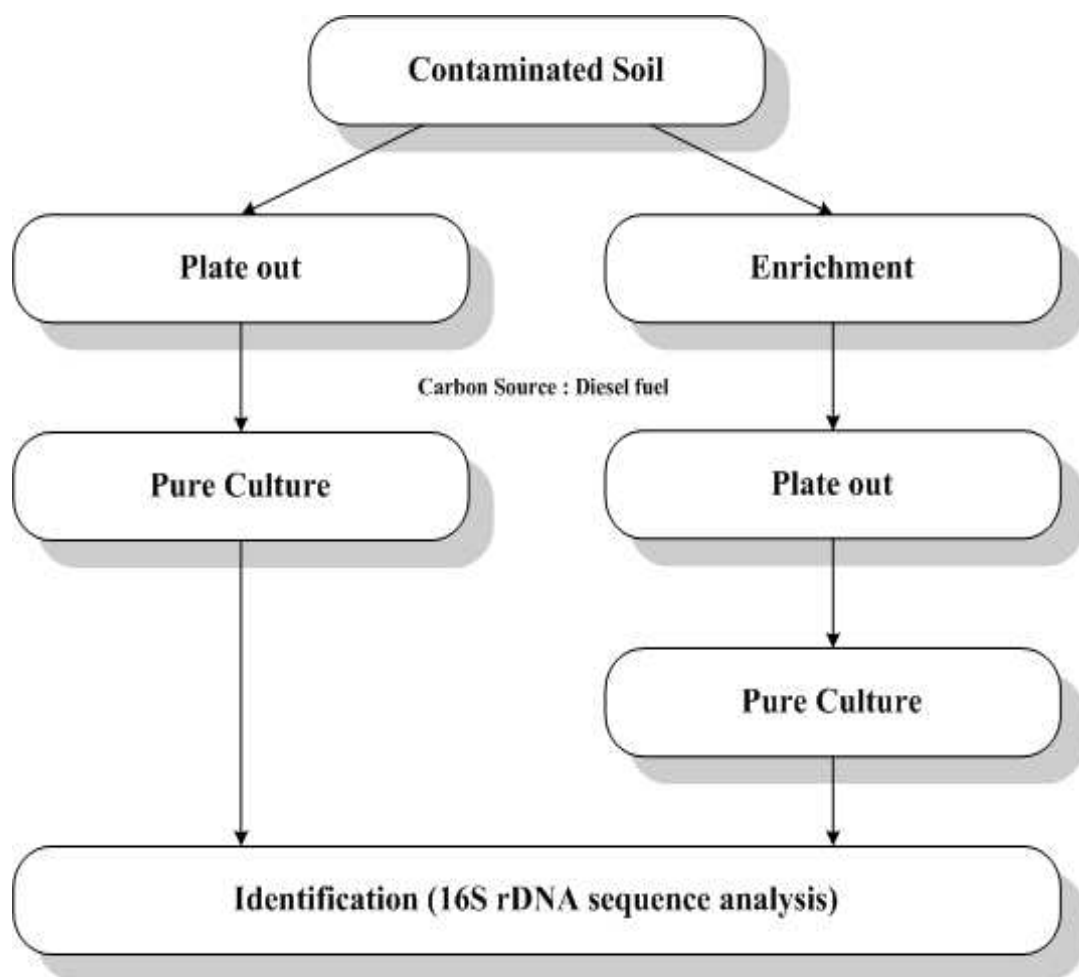 Contaminated Soil
Plate out
Enrichment
Carbon Source : Diesel fuel
Pure Culture
Plate out
Pure Culture
Identification (16S rDNA sequence analysis)